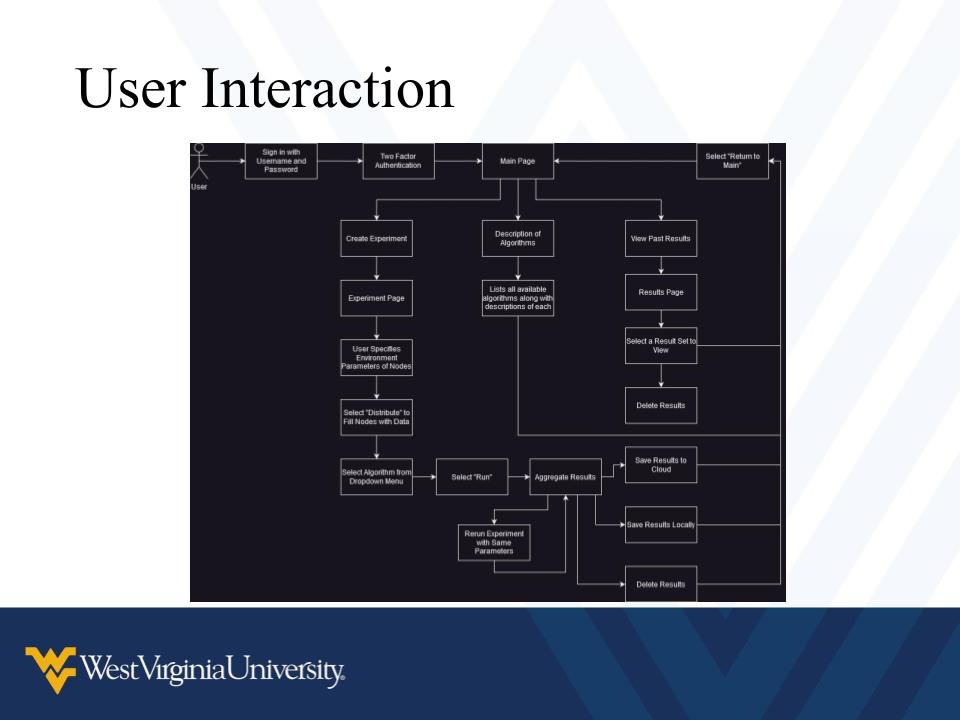 User Interaction
User
Sign in with
Username and
Password
Two Factor
Authentication
Main Page
Select "Return to
Main"
Create Experiment
Description of
Algorithms
View Past Results
Experiment Page
Lists all available
algorithms along with
descriptions of each
Results Page
User Specifies
Environment
Parameters of Nodes
Select a Result Set to
View
Select "Distribute" to
Fill Nodes with Data
Delete Results
Select Algorithm from
Dropdown Menu
Select "Run"
Aggregate Results
Save Results to
Cloud
Rerun Experiment
with Same
Parameters
Save Results Locally
Delete Results
WestVirginiaUniversity.